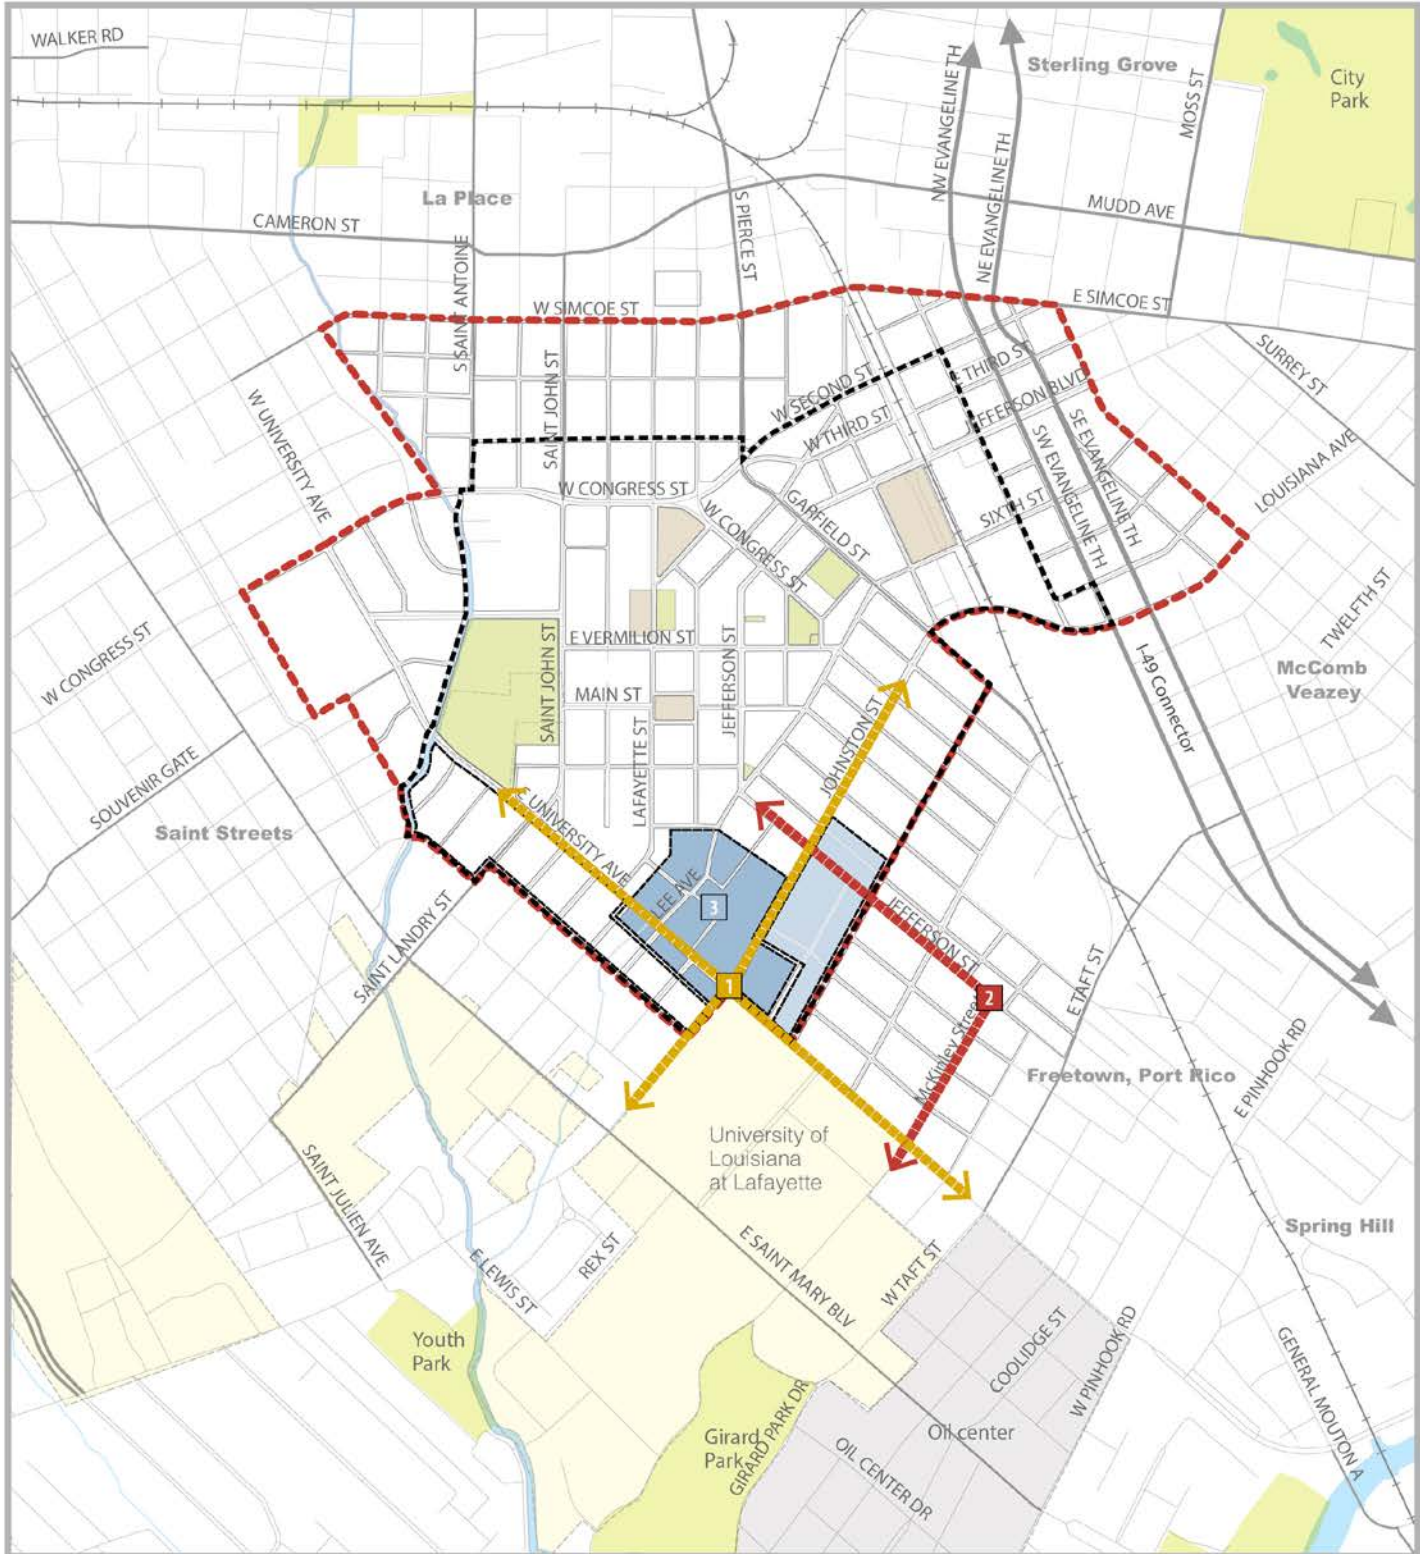 WALKER RD
NW EVANGELINE TH
Sterling Grove
City
Park
MOSS ST
NE EVANGELINE TH
La Place
CAMERON ST
MUDD AVE
S PIERCE ST
S SAINT ANTOINE
W SIMCOE ST
E SIMCOE ST
SURREY ST
SAINT JOHN ST
W SECOND ST
E THIRD ST
JEFFERSON BLVD
W THIRD ST
W UNIVERSITY AVE
SW EVANGELINE TH
SE EVANGELINE TH
LOUISIANA AVE
W CONGRESS ST
GARFIELD ST
SIXTH ST
W CONGRESS ST
TWELFTH ST
E VERMILION ST
W CONGRESS ST
SAINT JOHN ST
MAIN ST
JEFFERSON ST
I-49 Connector
McComb
Veazey
LAFAYETTE ST
JOHNSTON ST
SOUVENIR GATE
Saint Streets
E UNIVERSITY AVE
LEE AVE
3
SAINT LANDRY ST
JEFFERSON ST
1
2
E TAFT ST
McKinley Street
Freetown, Port Rico
E PINHOOK RD
University of
Louisiana
at Lafayette
SAINT JULIEN AVE
E LEWIS ST
REX ST
E SAINT MARY BLV
W TAFT ST
Spring Hill
Youth
Park
COOLIDGE ST
W PINHOOK RD
GENERAL MOUTON A
Girard
Park
GIRARD PARK DR
Oil center
OIL CENTER DR